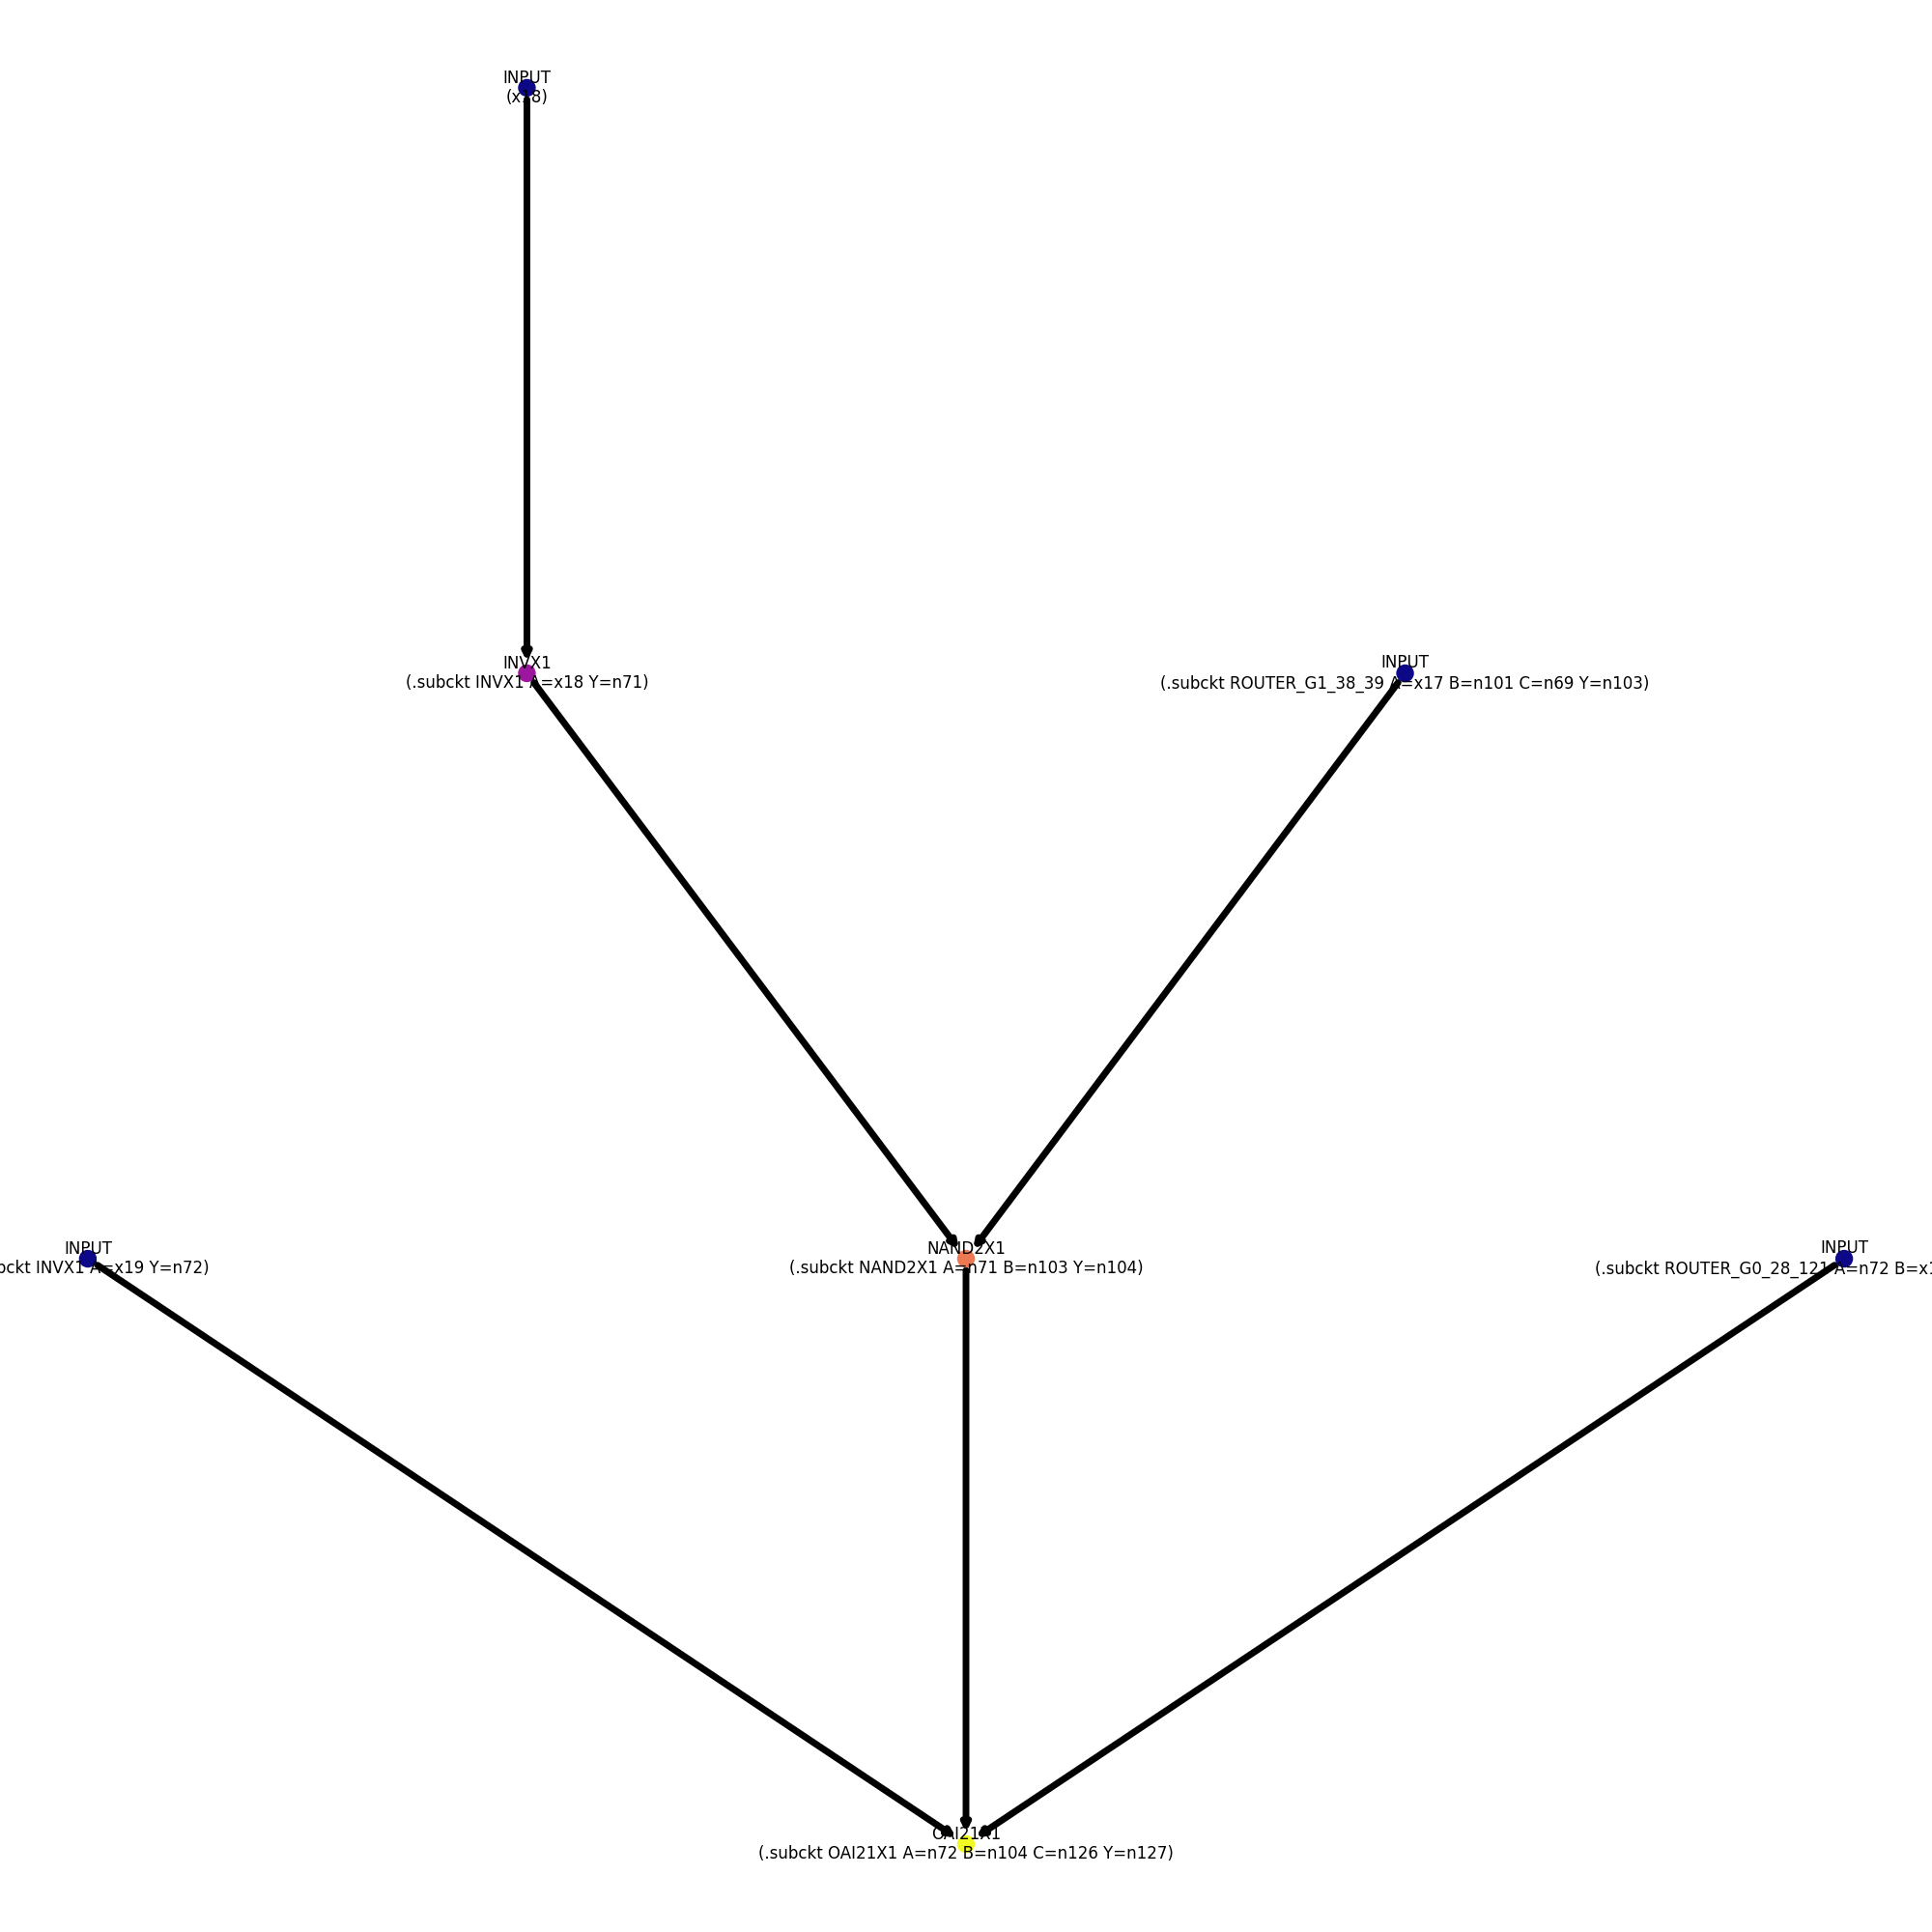 INPUT
(x18)
INVX1
(.subckt INVX1 A=x18 Y=n71)
INPUT
(.subckt ROUTER_G1_38_39 A=x17 B=n101 C=n69 Y=n103)
INPUT
INVX1 A=x19 Y=n72)
NAND2X1
(.subckt NAND2X1 A=n71 B=n103 Y=n104)
INPUT
(.subckt ROUTER_G0_28_121 A=n72
OAI21X1
(.subckt OAI21X1 A=n72 B=n104 C=n126 Y=n127)